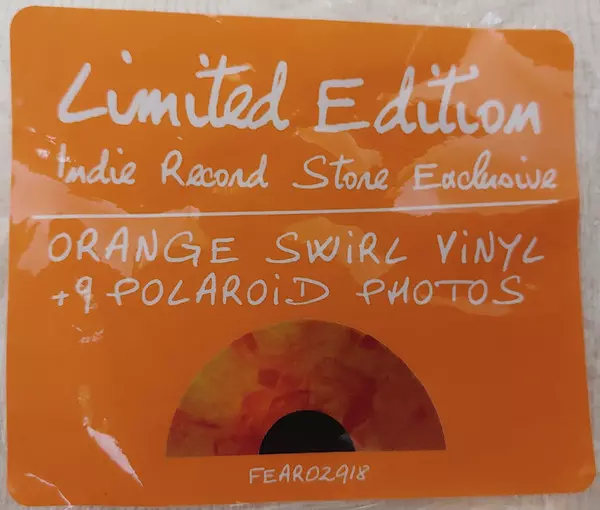 Limited Edition
Indie Record Store Exclusive
ORANGE SWiRL ViNYL
+9 POLAROiD PHOTOS
FEAR02918